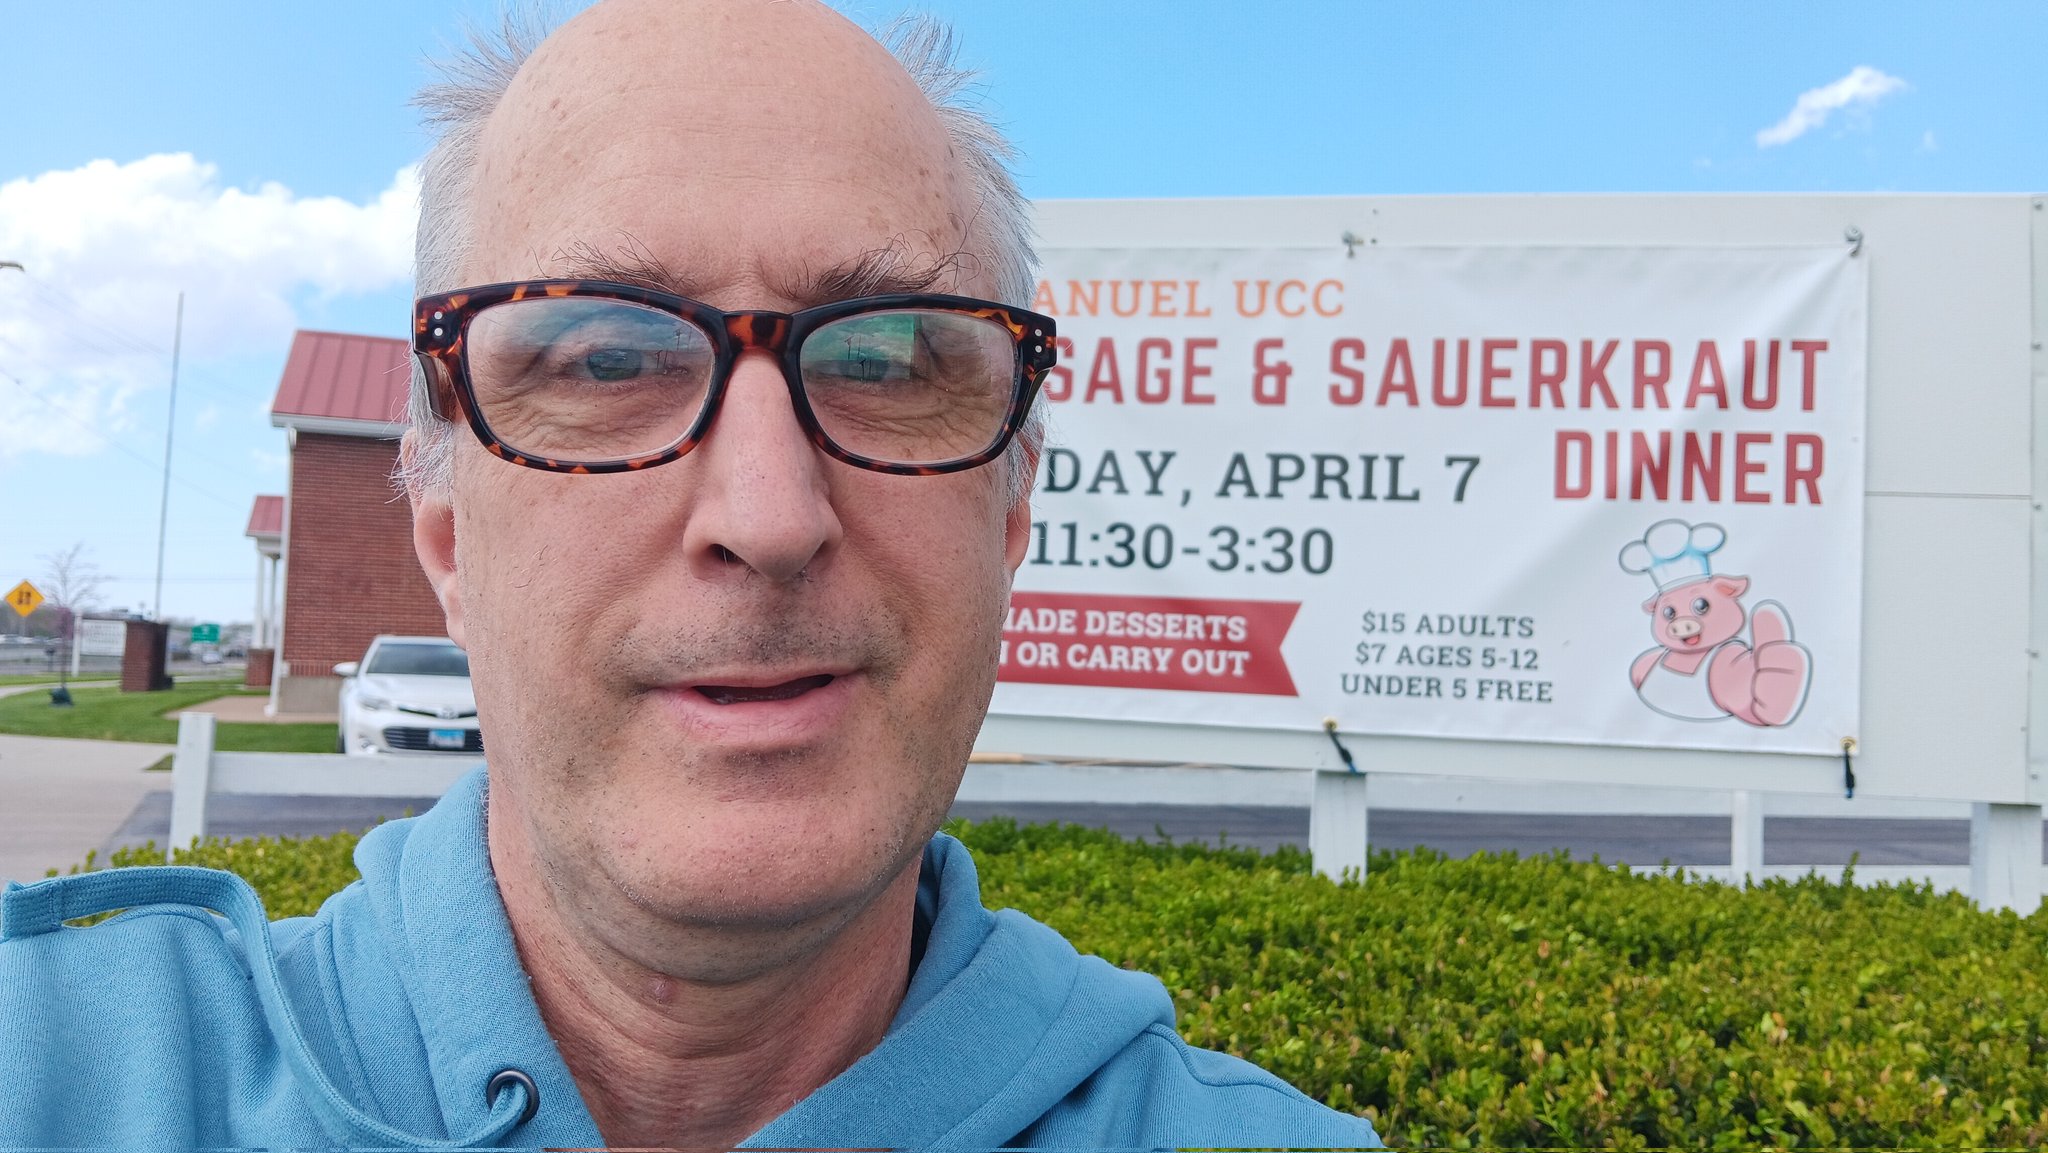 ANUEL UCC
SAGE & SAUERKRAUT
DINNER
DAY, APRIL 7
11:30-3:30
MADE DESSERTS
OR CARRY OUT
$15 ADULTS
$7 AGES 5-12
UNDER 5 FREE